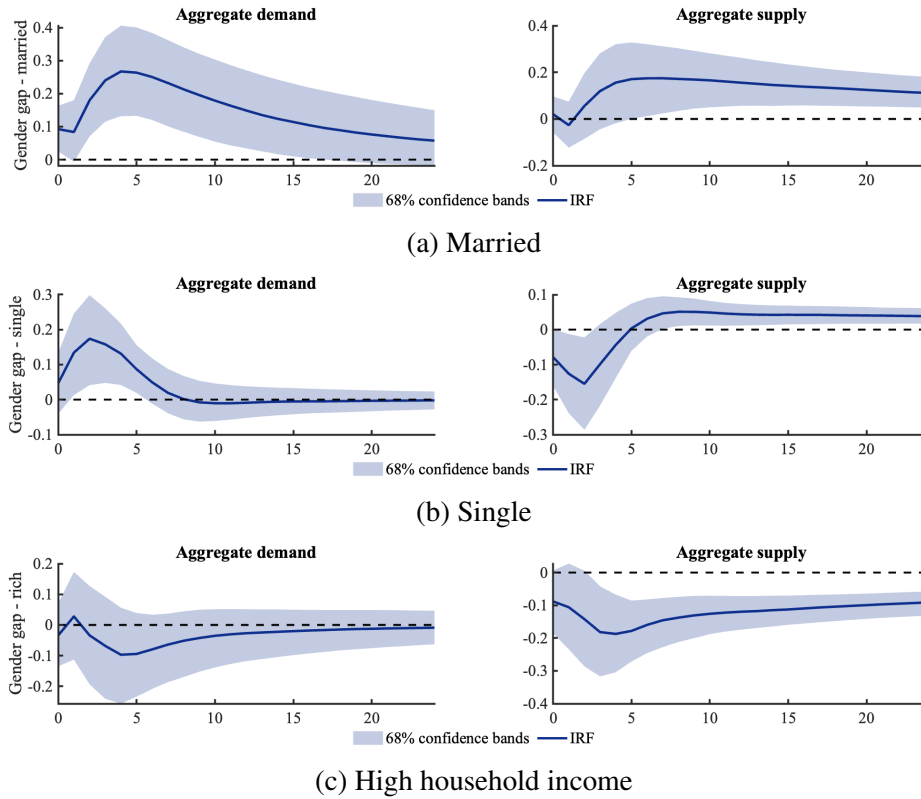 Aggregate demand
Aggregate supply
Gender gap - married
0.4
0.3
0.2
0.1
0
0 5 10 15 20
0.4
0.2
0
-0.2
0 5 10 15 20
68% confidence bands IRF
(a) Married
Aggregate demand
Aggregate supply
Gender gap - single
0.3
0.2
0.1
0
-0.1
0 5 10 15 20
0.1
0
-0.1
-0.2
-0.3
0 5 10 15 20
68% confidence bands IRF
(b) Single
Aggregate demand
Aggregate supply
Gender gap - rich
0.2
0.1
0
-0.1
-0.2
0 5 10 15 20
0
-0.1
-0.2
-0.3
-0.4
0 5 10 15 20
68% confidence bands IRF
(c) High household income